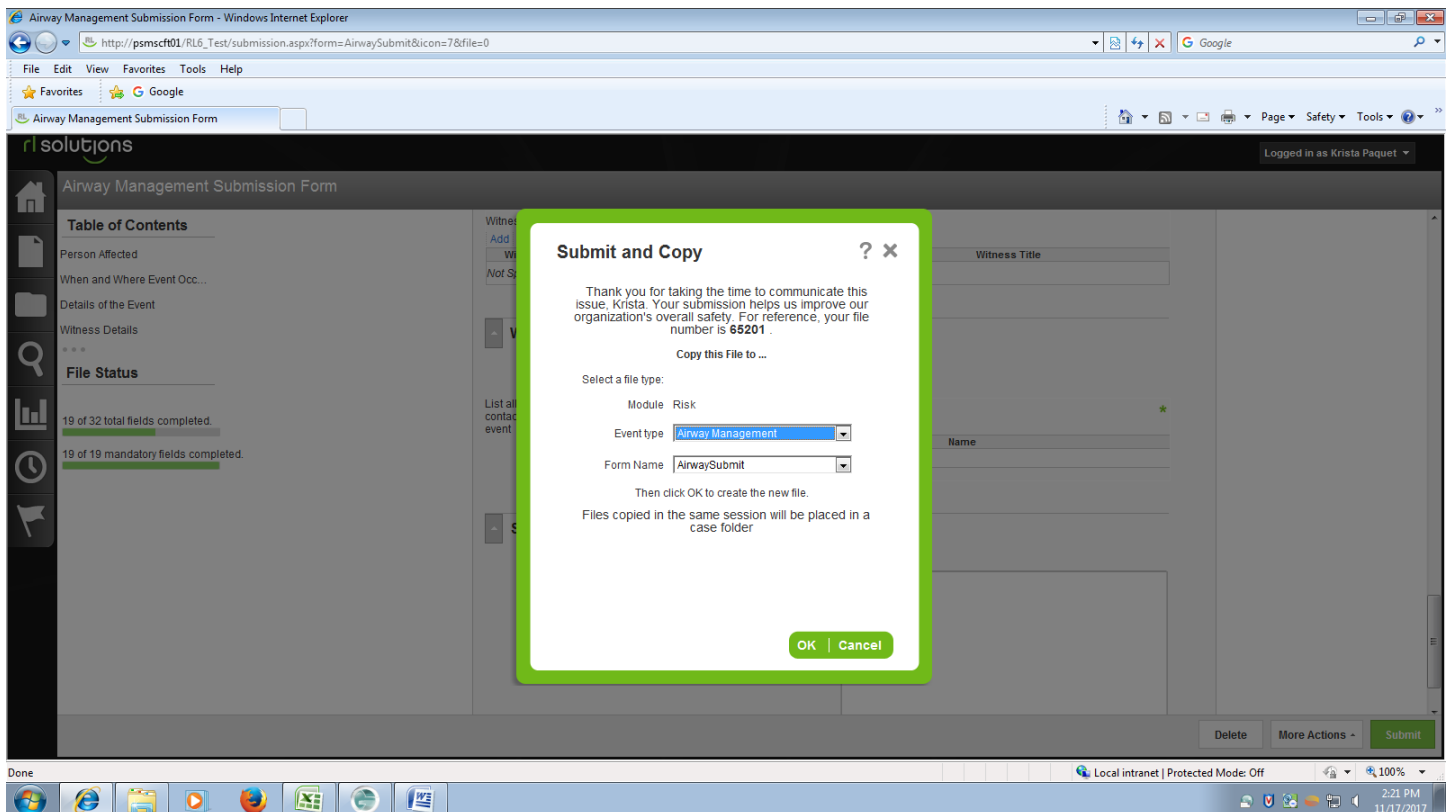 Airway Management Submission Form - Windows Internet Explorer
http://psmscft01/RL6_Test/submission.aspx?form=AirwaySubmit&icon=7&file=0
Google
File Edit View Favorites Tools Help
Favorites Google
Airway Management Submission Form
Page Safety Tools
rl solutions
Logged in as Krista Paquet
Airway Management Submission Form
Table of Contents
Person Affected
When and Where Event Occ...
Details of the Event
Witness Details
File Status
19 of 32 total fields completed.
19 of 19 mandatory fields completed.
Add
Witness Title
List all
event
*
Name
Submit and Copy
?
Thank you for taking the time to communicate this
issue, Krista. Your submission helps us improve our
organization's overall safety. For reference, your file
number is 65201 .
Copy this File to ...
Select a file type:
Module Risk
Event type Airway Management
Form Name AirwaySubmit
Then click OK to create the new file.
Files copied in the same session will be placed in a
case folder
OK | Cancel
Delete More Actions Submit
Done
Local intranet | Protected Mode: Off
100%
2:21 PM
11/17/2017